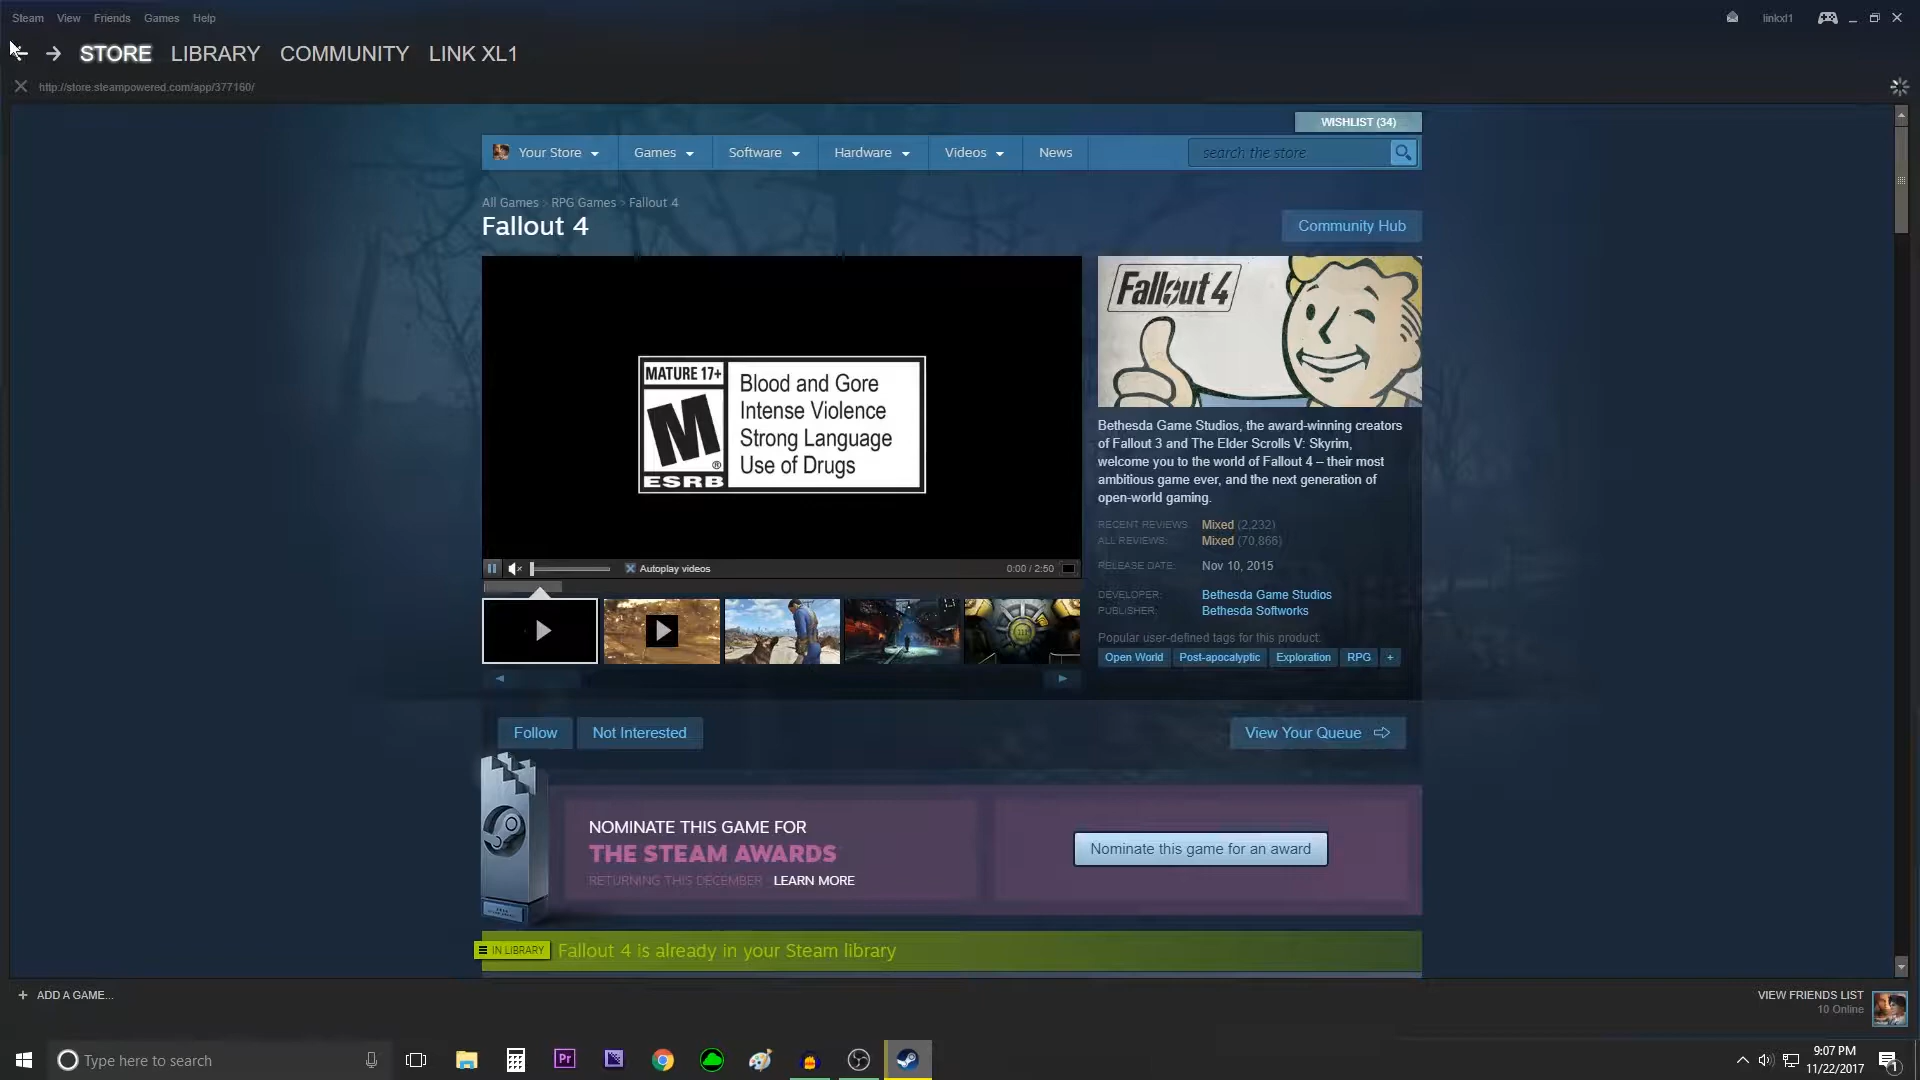 Steam View Friends Games Help
linkxl1
STORE LIBRARY COMMUNITY LINK XL1
http://store.steampowered.com/app/377160/
WISHLIST (34)
Your Store Games Software Hardware Videos News search the store
All Games > RPG Games > Fallout 4
Fallout 4
Community Hub
MATURE 17+
M
®
ESRB
Blood and Gore
Intense Violence
Strong Language
Use of Drugs
Fallout 4
Bethesda Game Studios, the award-winning creators
of Fallout 3 and The Elder Scrolls V: Skyrim,
welcome you to the world of Fallout 4 – their most
ambitious game ever, and the next generation of
open-world gaming.
RECENT REVIEWS Mixed (2,232)
ALL REVIEWS: Mixed (70,866)
RELEASE DATE: Nov 10, 2015
DEVELOPER: Bethesda Game Studios
PUBLISHER: Bethesda Softworks
Popular user-defined tags for this product:
Open World Post-apocalyptic Exploration RPG +
Autoplay videos 0:00 / 2:50
111
Follow Not Interested View Your Queue
NOMINATE THIS GAME FOR
THE STEAM AWARDS
RETURNING THIS DECEMBER LEARN MORE
Nominate this game for an award
IN LIBRARY Fallout 4 is already in your Steam library
+ ADD A GAME...
VIEW FRIENDS LIST
10 Online
Type here to search
Pr
9:07 PM
11/22/2017
1